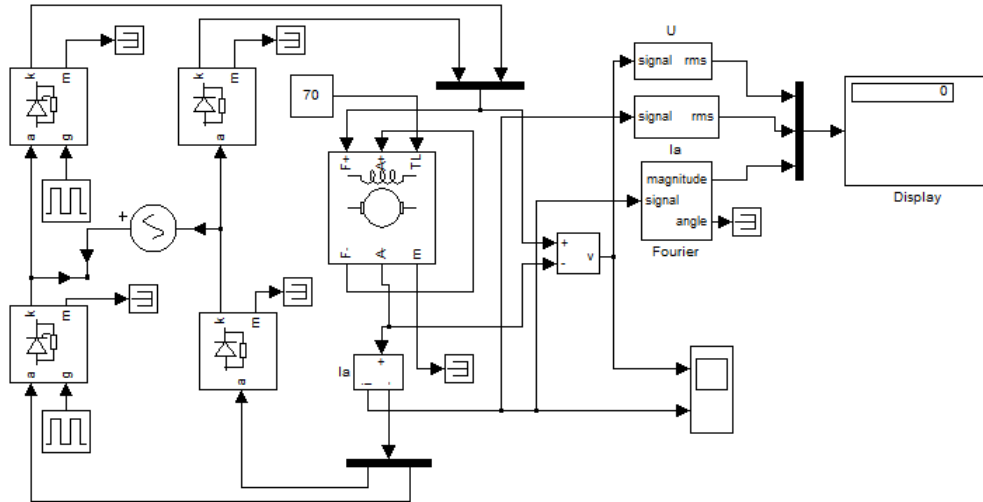 k m
a g
k m
a
70
F+ A+ TL
F- A- m
U
signal rms
signal rms
Ia
magnitude
signal
angle
Fourier
0
Display
+
+
-
v
k m
a g
k m
a
Ia
+
i -